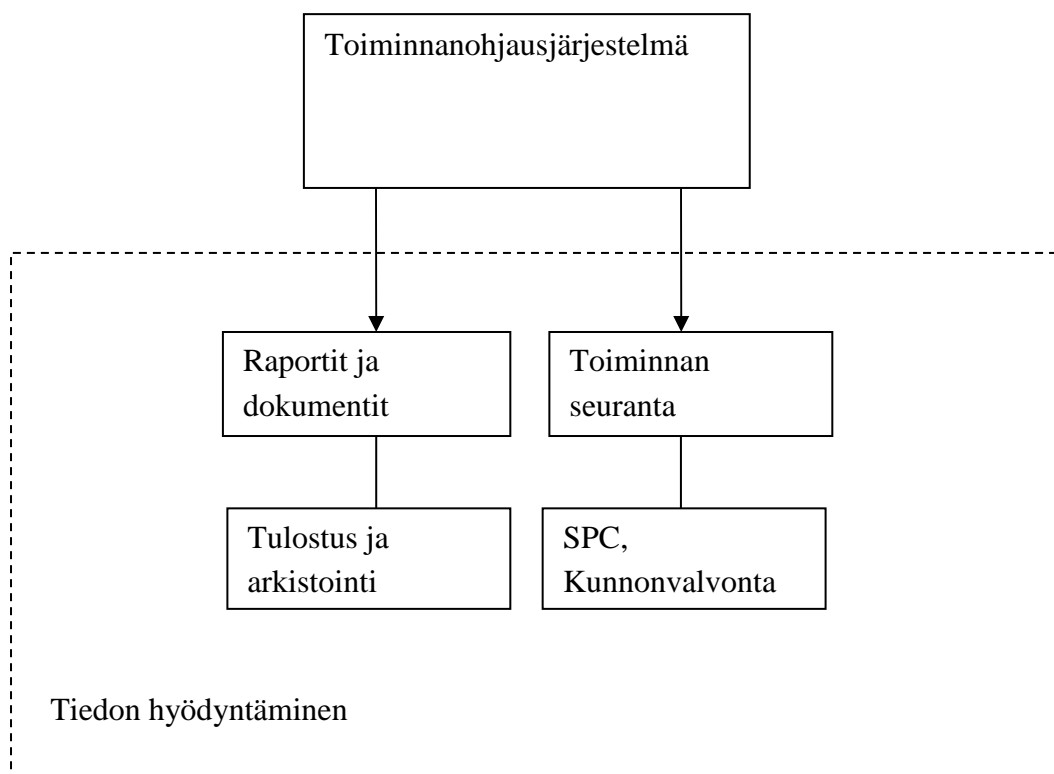 Toiminnanohjausjärjestelmä
Raportit ja
dokumentit
Toiminnan
seuranta
Tulostus ja
arkistointi
SPC,
Kunnonvalvonta
Tiedon hyödyntäminen